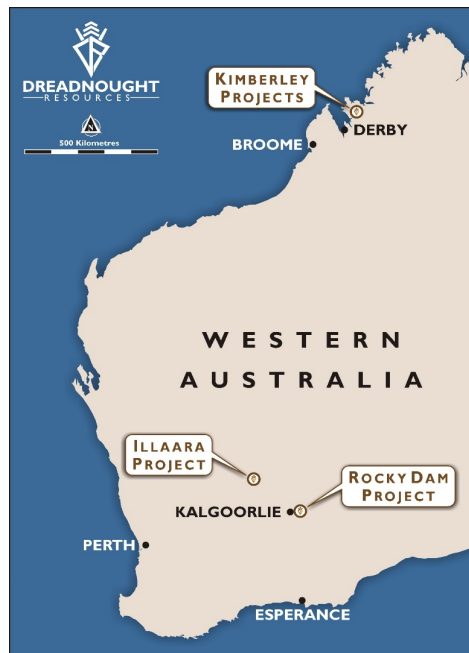 DREADNOUGHT
RESOURCES
N
500 Kilometres
KIMBERLEY
PROJECTS
DERBY
BROOME
WESTERN
AUSTRALIA
ILLAARA
PROJECT
ROCKY DAM
PROJECT
KALGOORLIE
PERTH
ESPERANCE